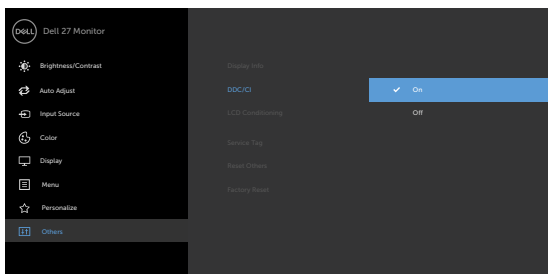 DELL
Dell 27 Monitor
Brightness/Contrast
Auto Adjust
Input Source
Color
Display
Menu
Personalize
Others
Display Info
DDC/CI
LCD Conditioning
Service Tag
Reset Others
Factory Reset
On
Off